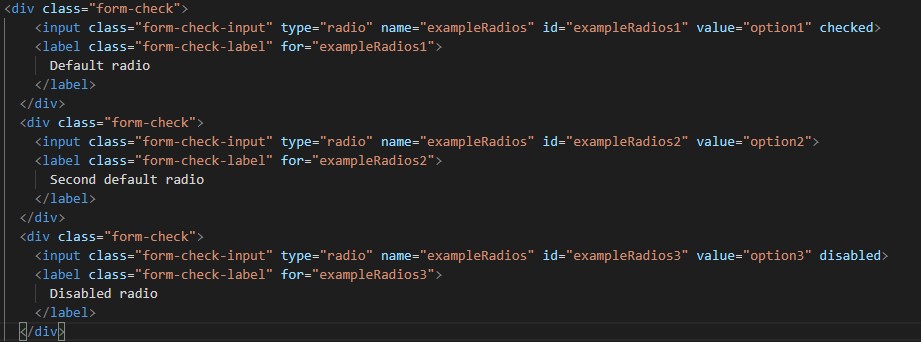 <div class="form-check">
<input class="form-check-input" type="radio" name="exampleRadios" id="exampleRadios1" value="option1" checked>
<label class="form-check-label" for="exampleRadios1">
Default radio
</label>
</div>
<div class="form-check">
<input class="form-check-input" type="radio" name="exampleRadios" id="exampleRadios2" value="option2">
<label class="form-check-label" for="exampleRadios2">
Second default radio
</label>
</div>
<div class="form-check">
<input class="form-check-input" type="radio" name="exampleRadios" id="exampleRadios3" value="option3" disabled>
<label class="form-check-label" for="exampleRadios3">
Disabled radio
</label>
</div>